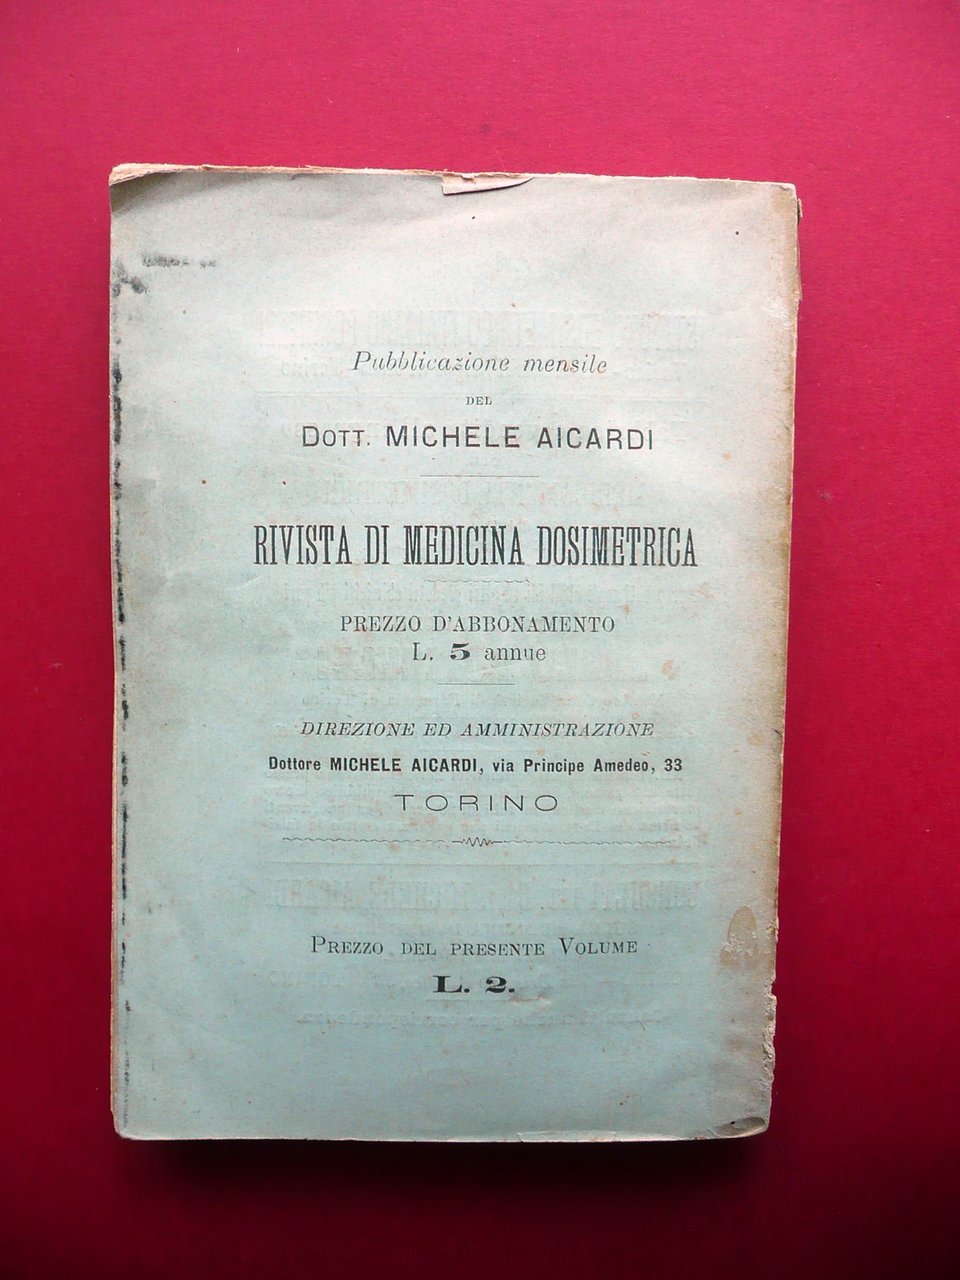 Pubblicazione mensile
DEL
DOTT. MICHELE AICARDI
RIVISTA DI MEDICINA DOSIMETRICA
PREZZO D'ABBONAMENTO
L. 5 annue
DIREZIONE ED AMMINISTRAZIONE
Dottore MICHELE AICARDI, via Principe Amedeo, 33
TORINO
PREZZO DEL PRESENTE VOLUME
L. 2.